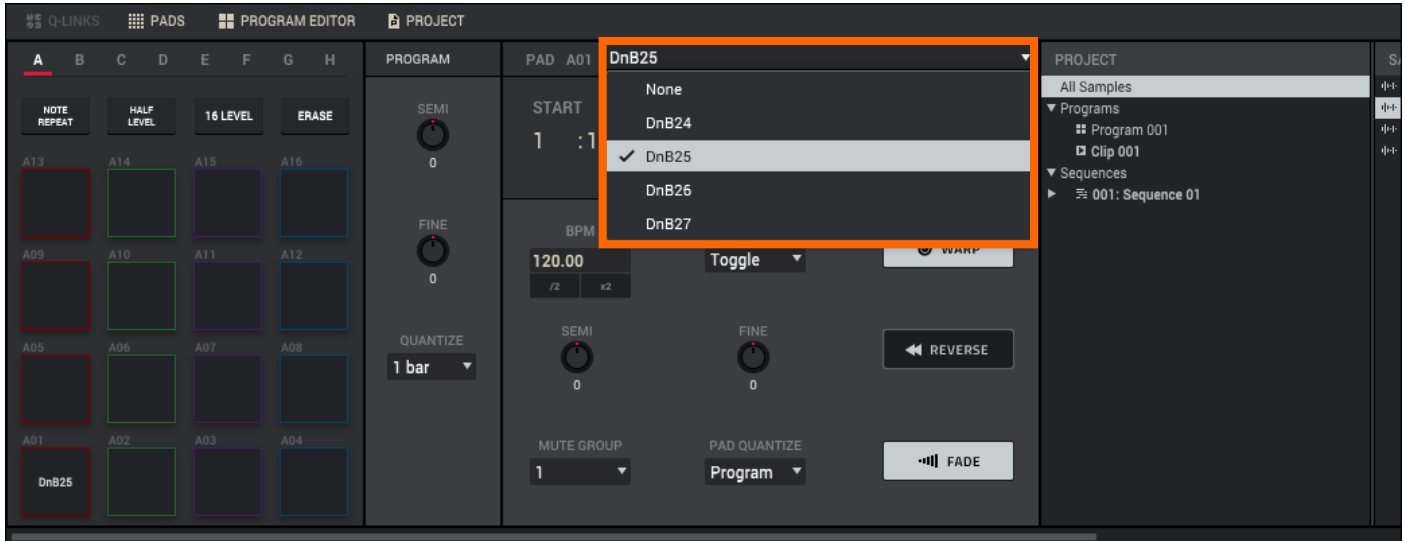 Q-LINKS PADS PROGRAM EDITOR PROJECT
A B C D E F G H
NOTE REPEAT
HALF LEVEL
16 LEVEL
ERASE
A13 A14 A15 A16
A09 A10 A11 A12
A05 A06 A07 A08
A01 A02 A03 A04
DnB25
PROGRAM
SEMI
0
FINE
0
QUANTIZE
1 bar
PAD A01 DnB25
None
DnB24
DnB25
DnB26
DnB27
START
1 :1
BPM
120.00 Toggle WARP
/2 x2
SEMI FINE
0 0
REVERSE
MUTE GROUP PAD QUANTIZE
1 Program FADE
PROJECT
All Samples
Programs
Program 001
Clip 001
Sequences
001: Sequence 01